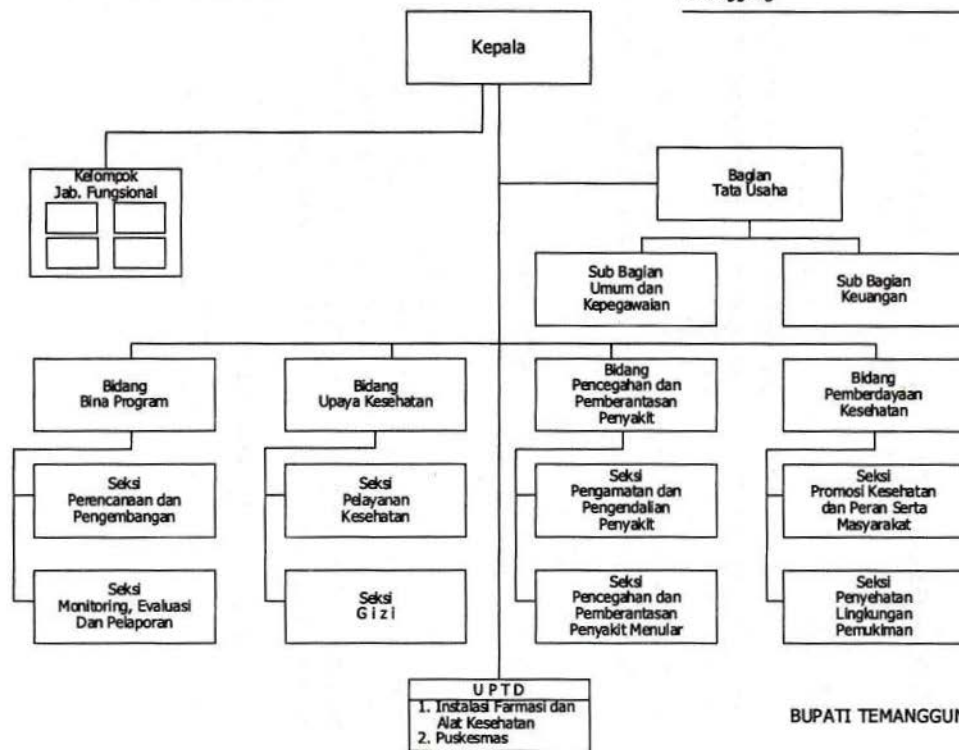 Kepala
Kelompok
Jab. Fungsional
Bagian
Tata Usaha
Sub Bagian
Umum dan
Kepegawaian
Sub Bagian
Keuangan
Bidang
Bina Program
Bidang
Upaya Kesehatan
Bidang
Pencegahan dan
Pemberantasan
Penyakit
Bidang
Pemberdayaan
Kesehatan
Seksi
Perencanaan dan
Pengembangan
Seksi
Pelayanan
Kesehatan
Seksi
Pengamatan dan
Pengendalian
Penyakit
Seksi
Promosi Kesehatan
dan Peran Serta
Masyarakat
Seksi
Monitoring, Evaluasi
Dan Pelaporan
Seksi
G i z i
Seksi
Pencegahan dan
Pemberantasan
Penyakit Menular
Seksi
Penyehatan
Lingkungan
Pemukiman
U P T D
1. Instalasi Farmasi dan
Alat Kesehatan
2. Puskesmas
BUPATI TEMANGGUN